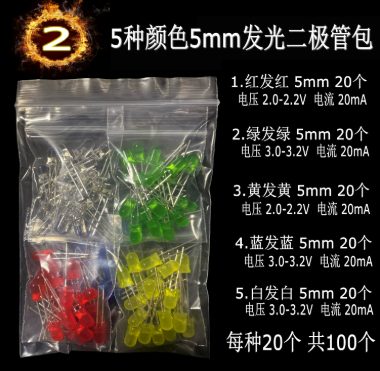 2
5种颜色5mm发光二极管包
1.红发红 5mm 20个
电压 2.0-2.2V 电流 20mA
2.绿发绿 5mm 20个
电压 3.0-3.2V 电流 20mA
3.黄发黄 5mm 20个
电压 2.0-2.2V 电流 20mA
4.蓝发蓝 5mm 20个
电压 3.0-3.2V 电流 20mA
5.白发白 5mm 20个
电压 3.0-3.2V 电流 20mA
每种20个 共100个